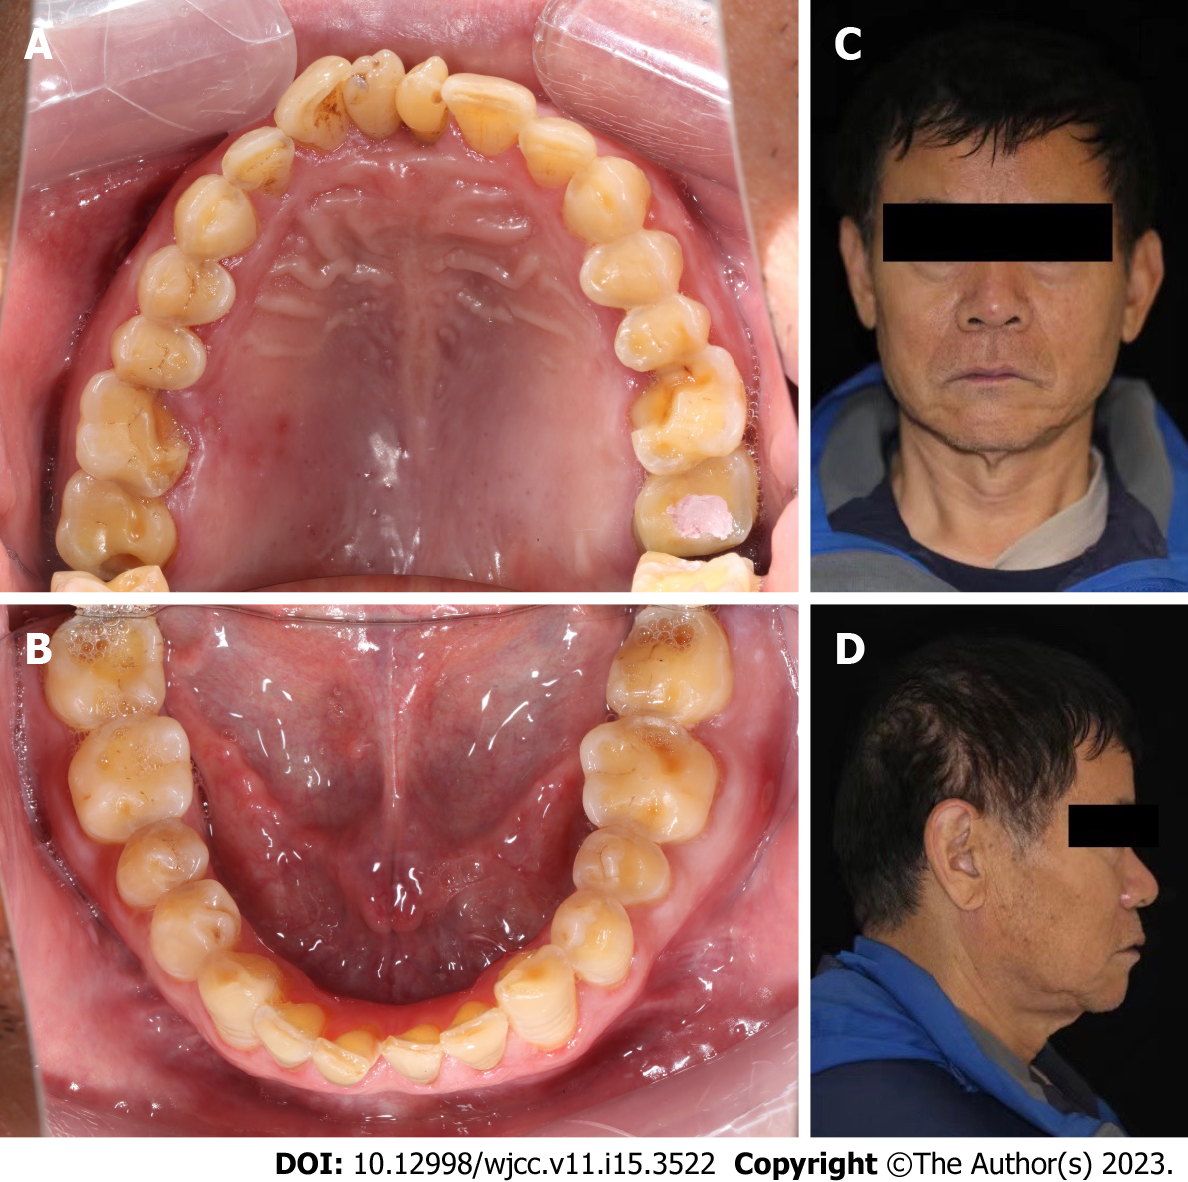 A
C
B
D
DOI: 10.12998/wjcc.v11.i15.3522 Copyright ©The Author(s) 2023.